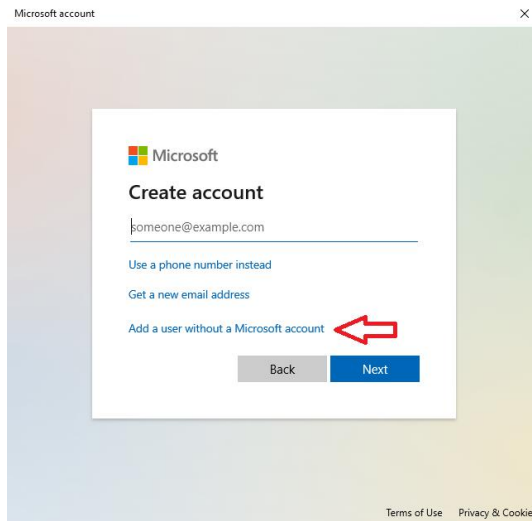 Microsoft account
Microsoft
Create account
someone@example.com
Use a phone number instead
Get a new email address
Add a user without a Microsoft account
Back Next
Terms of Use Privacy & Cookie